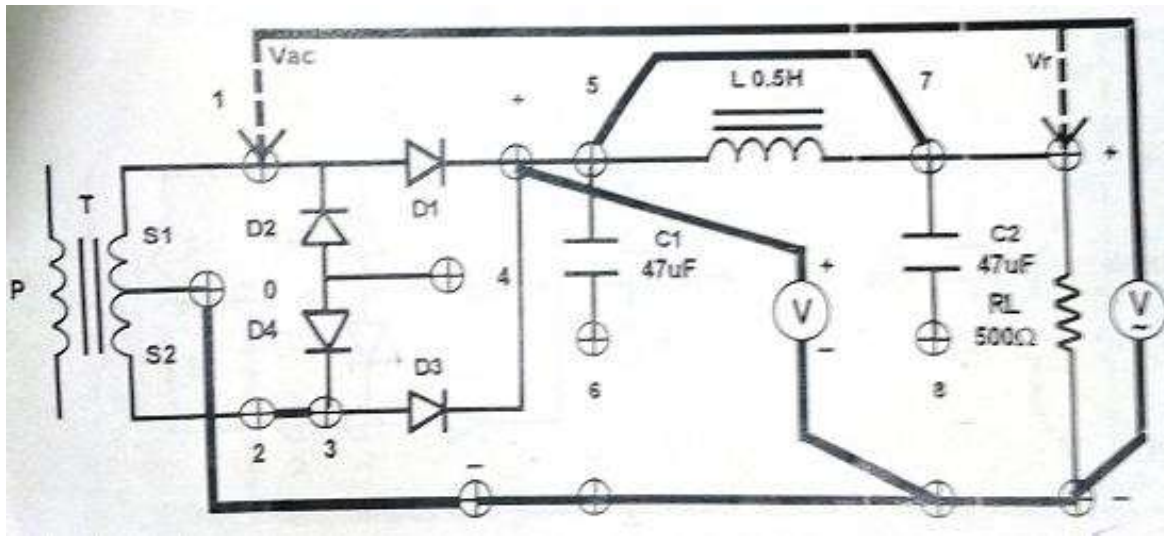 Vac
Vr
1
+
5
L 0.5H
7
+
T
S1
D1
P
D2
0
4
C1
47uF
+
C2
47uF
V
RL
500Ω
V
~
D4
S2
D3
−
6
8
2
3
−
−